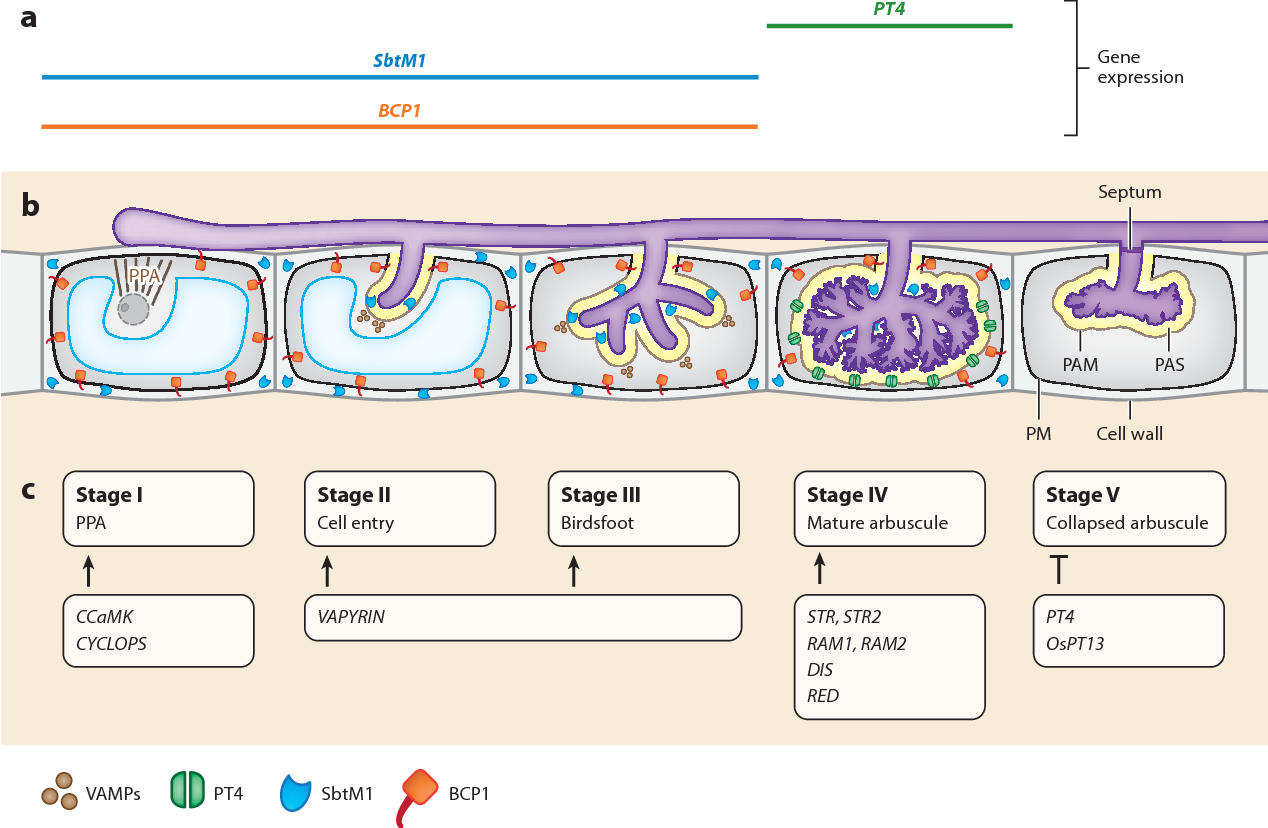 a
PT4
SbtM1
BCP1
Gene
expression
b
Septum
PPA
PAM
PAS
PM
Cell wall
c
Stage I
PPA
Stage II
Cell entry
Stage III
Birdsfoot
Stage IV
Mature arbuscule
Stage V
Collapsed arbuscule
CCaMK
CYCLOPS
VAPYRIN
STR, STR2
RAM1, RAM2
DIS
RED
PT4
OsPT13
VAMPs
PT4
SbtM1
BCP1